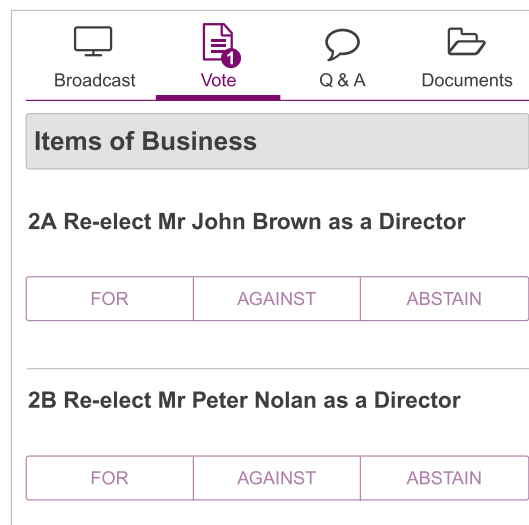 1
Broadcast Vote Q & A Documents
Items of Business
2A Re-elect Mr John Brown as a Director
FOR AGAINST ABSTAIN
2B Re-elect Mr Peter Nolan as a Director
FOR AGAINST ABSTAIN